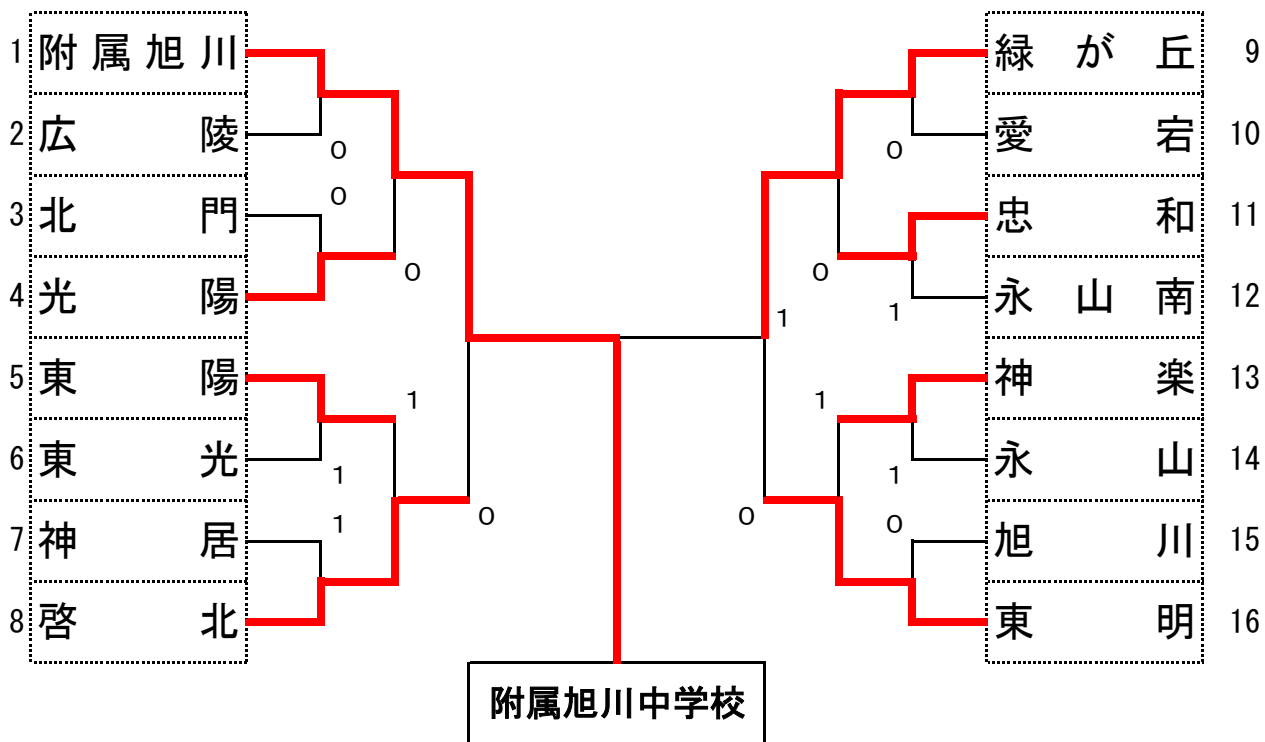 1 附属旭川
2 広陵
0
0
3 北門
4 光陽
0
5 東陽
1
6 東光
1
1
7 神居
8 啓北
0
緑が丘 9
愛宕 10
0
忠和 11
0
永山南 12
1
1
神楽 13
1
永山 14
1
0
旭川 15
0
東明 16
附属旭川中学校